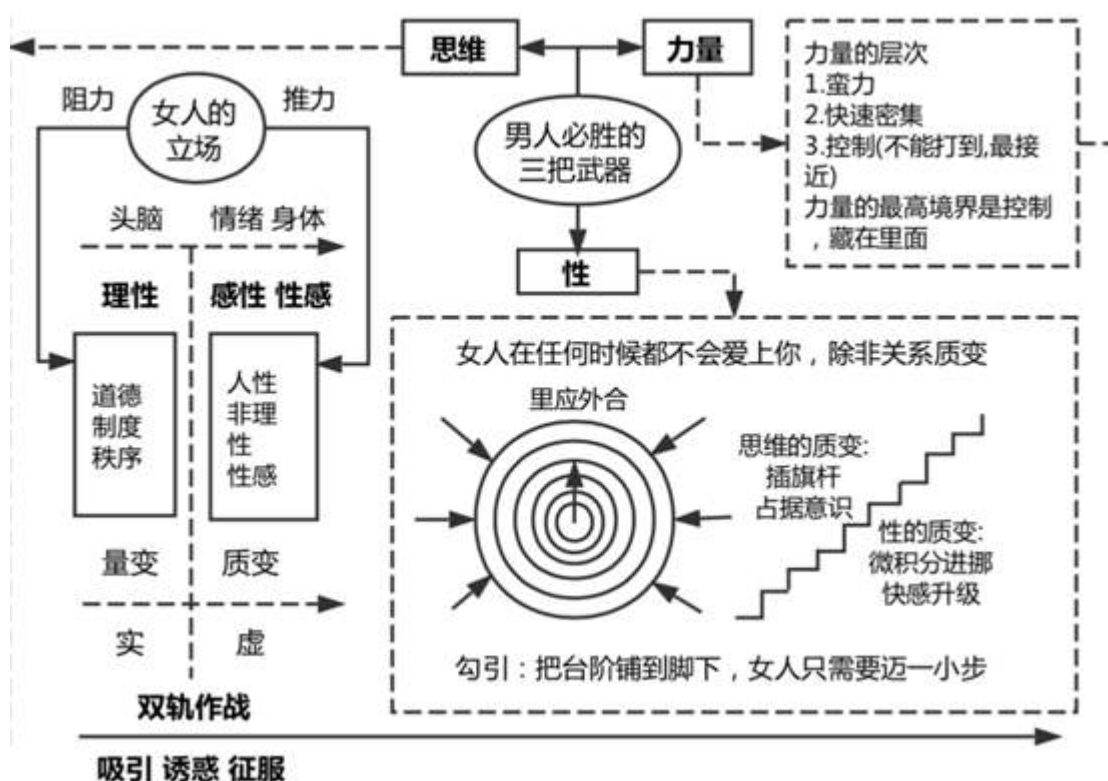 思维
力量
男人必胜的
三把武器
性
力量的层次
1.蛮力
2.快速密集
3.控制(不能打到,最接
近)
力量的最高境界是控制
，藏在里面
阻力
女人的
立场
推力
头脑
情绪 身体
理性
感性 性感
道德
制度
秩序
人性
非理
性
性感
量变
质变
实
虚
双轨作战
女人在任何时候都不会爱上你，除非关系质变
里应外合
思维的质变:
插旗杆
占据意识
性的质变:
微积分进挪
快感升级
勾引：把台阶铺到脚下，女人只需要迈一小步
吸引 诱惑 征服